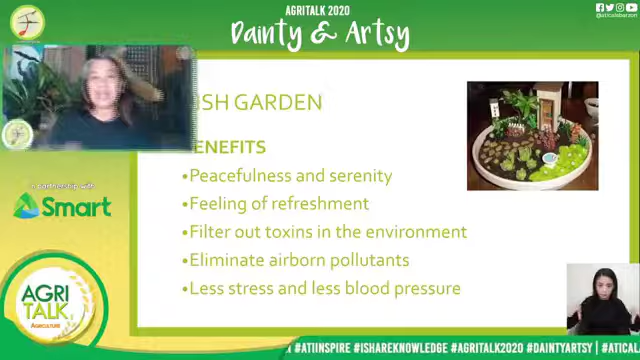 AGRITALK 2020
Dainty & Artsy
@aticalabarzon
ISH GARDEN
ENEFITS
•Peacefulness and serenity
•Feeling of refreshment
•Filter out toxins in the environment
•Eliminate airborn pollutants
•Less stress and less blood pressure
n partnership with
Smart
AGRI
TALK
AGRICULTURE
#ATIINSPIRE #ISHAREKNOWLEDGE #AGRITALK2020 #DAINTYARTSY | #ATICAL